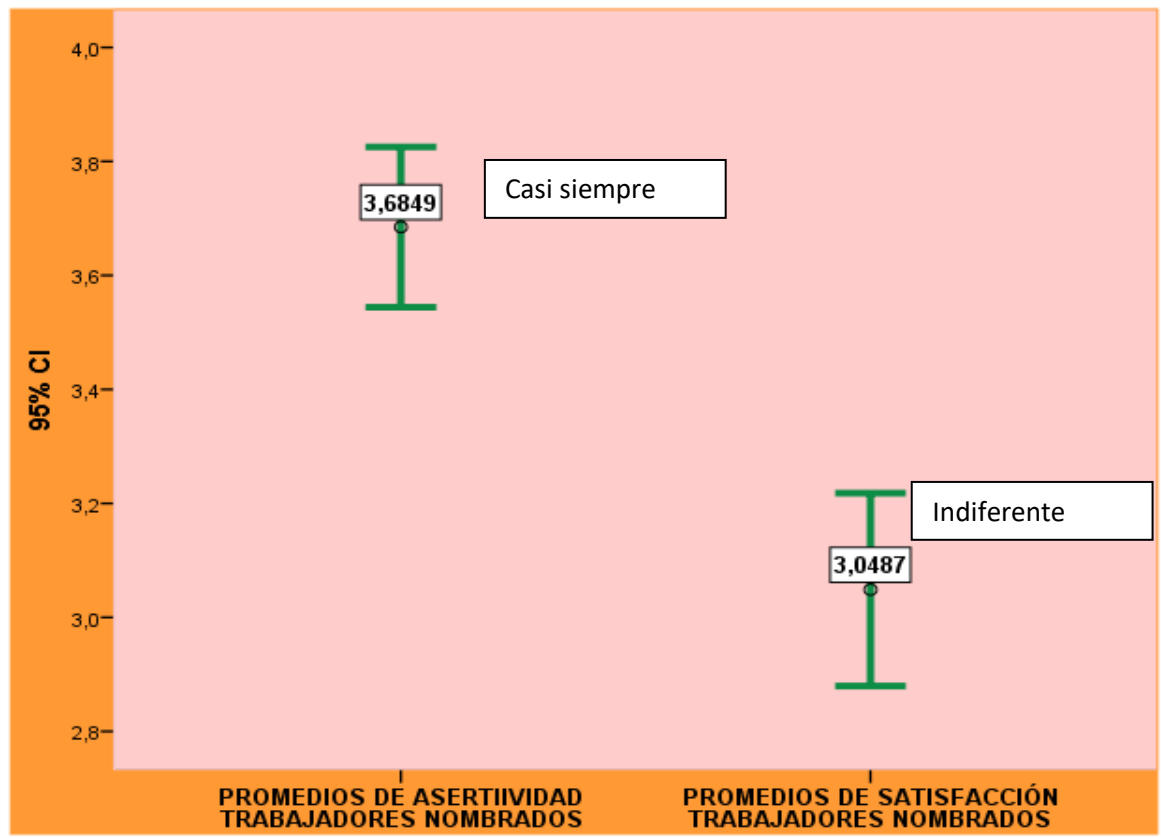 4,0
3,8
3,6
3,4
3,2
3,0
2,8
95% CI
3,6849
Casi siempre
3,0487
Indiferente
PROMEDIOS DE ASERTIIVIDAD
TRABAJADORES NOMBRADOS
PROMEDIOS DE SATISFACCIÓN
TRABAJADORES NOMBRADOS